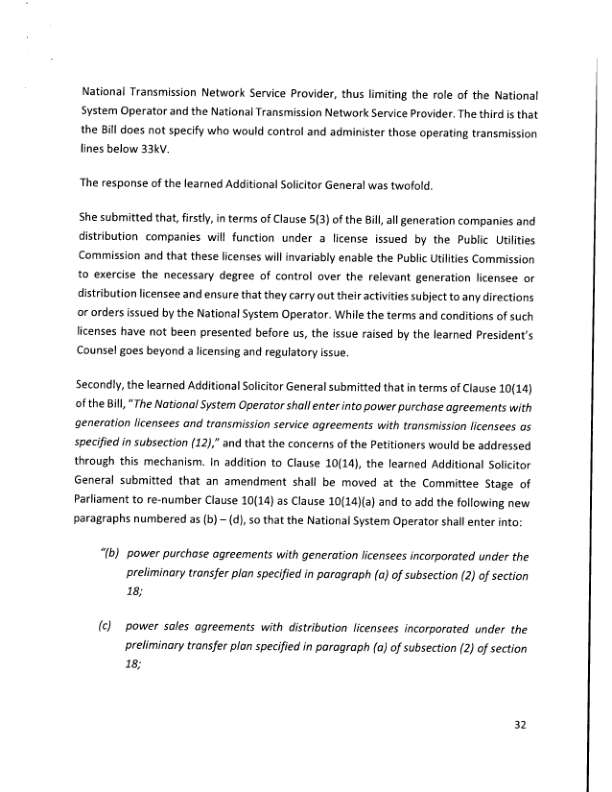 National Transmission Network Service Provider, thus limiting the role of the National
System Operator and the National Transmission Network Service Provider. The third is that
the Bill does not specify who would control and administer those operating transmission
lines below 33kV.
The response of the learned Additional Solicitor General was twofold.
She submitted that, firstly, in terms of Clause 5(3) of the Bill, all generation companies and
distribution companies will function under a license issued by the Public Utilities
Commission and that these licenses will invariably enable the Public Utilities Commission
to exercise the necessary degree of control over the relevant generation licensee or
distribution licensee and ensure that they carry out their activities subject to any directions
or orders issued by the National System Operator. While the terms and conditions of such
licenses have not been presented before us, the issue raised by the learned President's
Counsel goes beyond a licensing and regulatory issue.
Secondly, the learned Additional Solicitor General submitted that in terms of Clause 10(14)
of the Bill, "The National System Operator shall enter into power purchase agreements with
generation licensees and transmission service agreements with transmission licensees as
specified in subsection (12)," and that the concerns of the Petitioners would be addressed
through this mechanism. In addition to Clause 10(14), the learned Additional Solicitor
General submitted that an amendment shall be moved at the Committee Stage of
Parliament to re-number Clause 10(14) as Clause 10(14)(a) and to add the following new
paragraphs numbered as (b) – (d), so that the National System Operator shall enter into:
"(b) power purchase agreements with generation licensees incorporated under the
preliminary transfer plan specified in paragraph (a) of subsection (2) of section
18;
(c) power sales agreements with distribution licensees incorporated under the
preliminary transfer plan specified in paragraph (a) of subsection (2) of section
18;
32